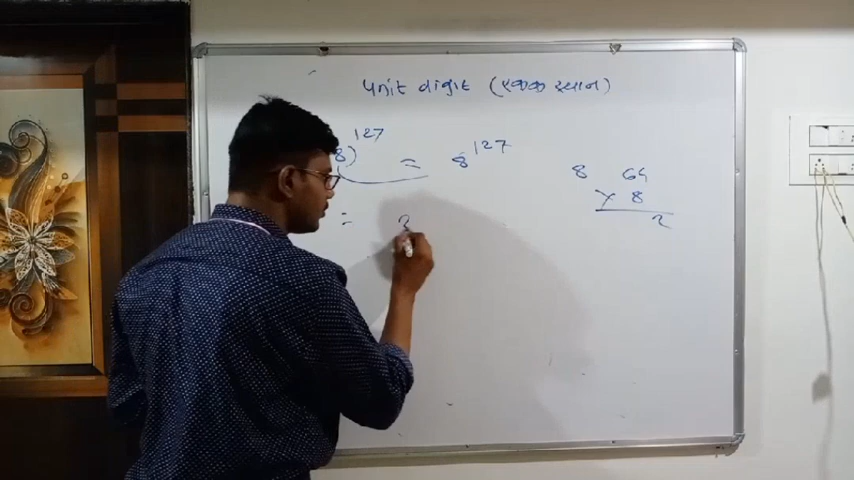 unit digit (एकक स्थान)
8)¹²⁷ = 8¹²⁷
8 64
× 8
2
=